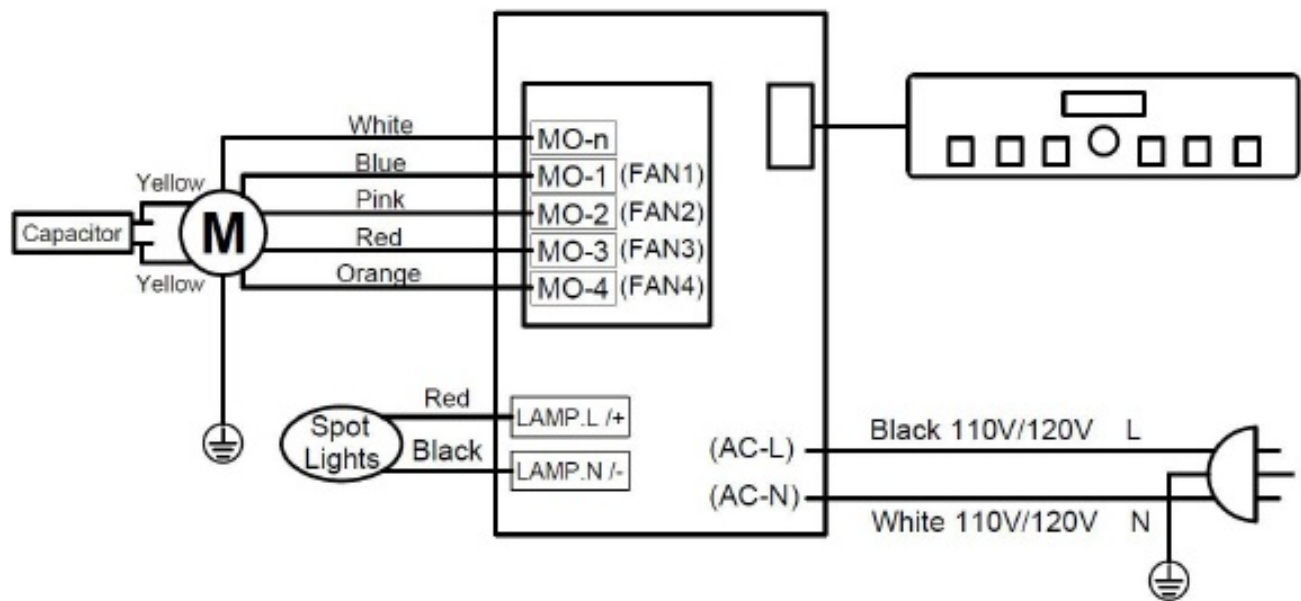 White
MO-n
Blue
MO-1 (FAN1)
Yellow
Pink
MO-2 (FAN2)
Capacitor
M
Red
MO-3 (FAN3)
Yellow
Orange
MO-4 (FAN4)
Red
LAMP.L /+
Spot
Lights
Black
LAMP.N /-
(AC-L)
Black 110V/120V L
(AC-N)
White 110V/120V N